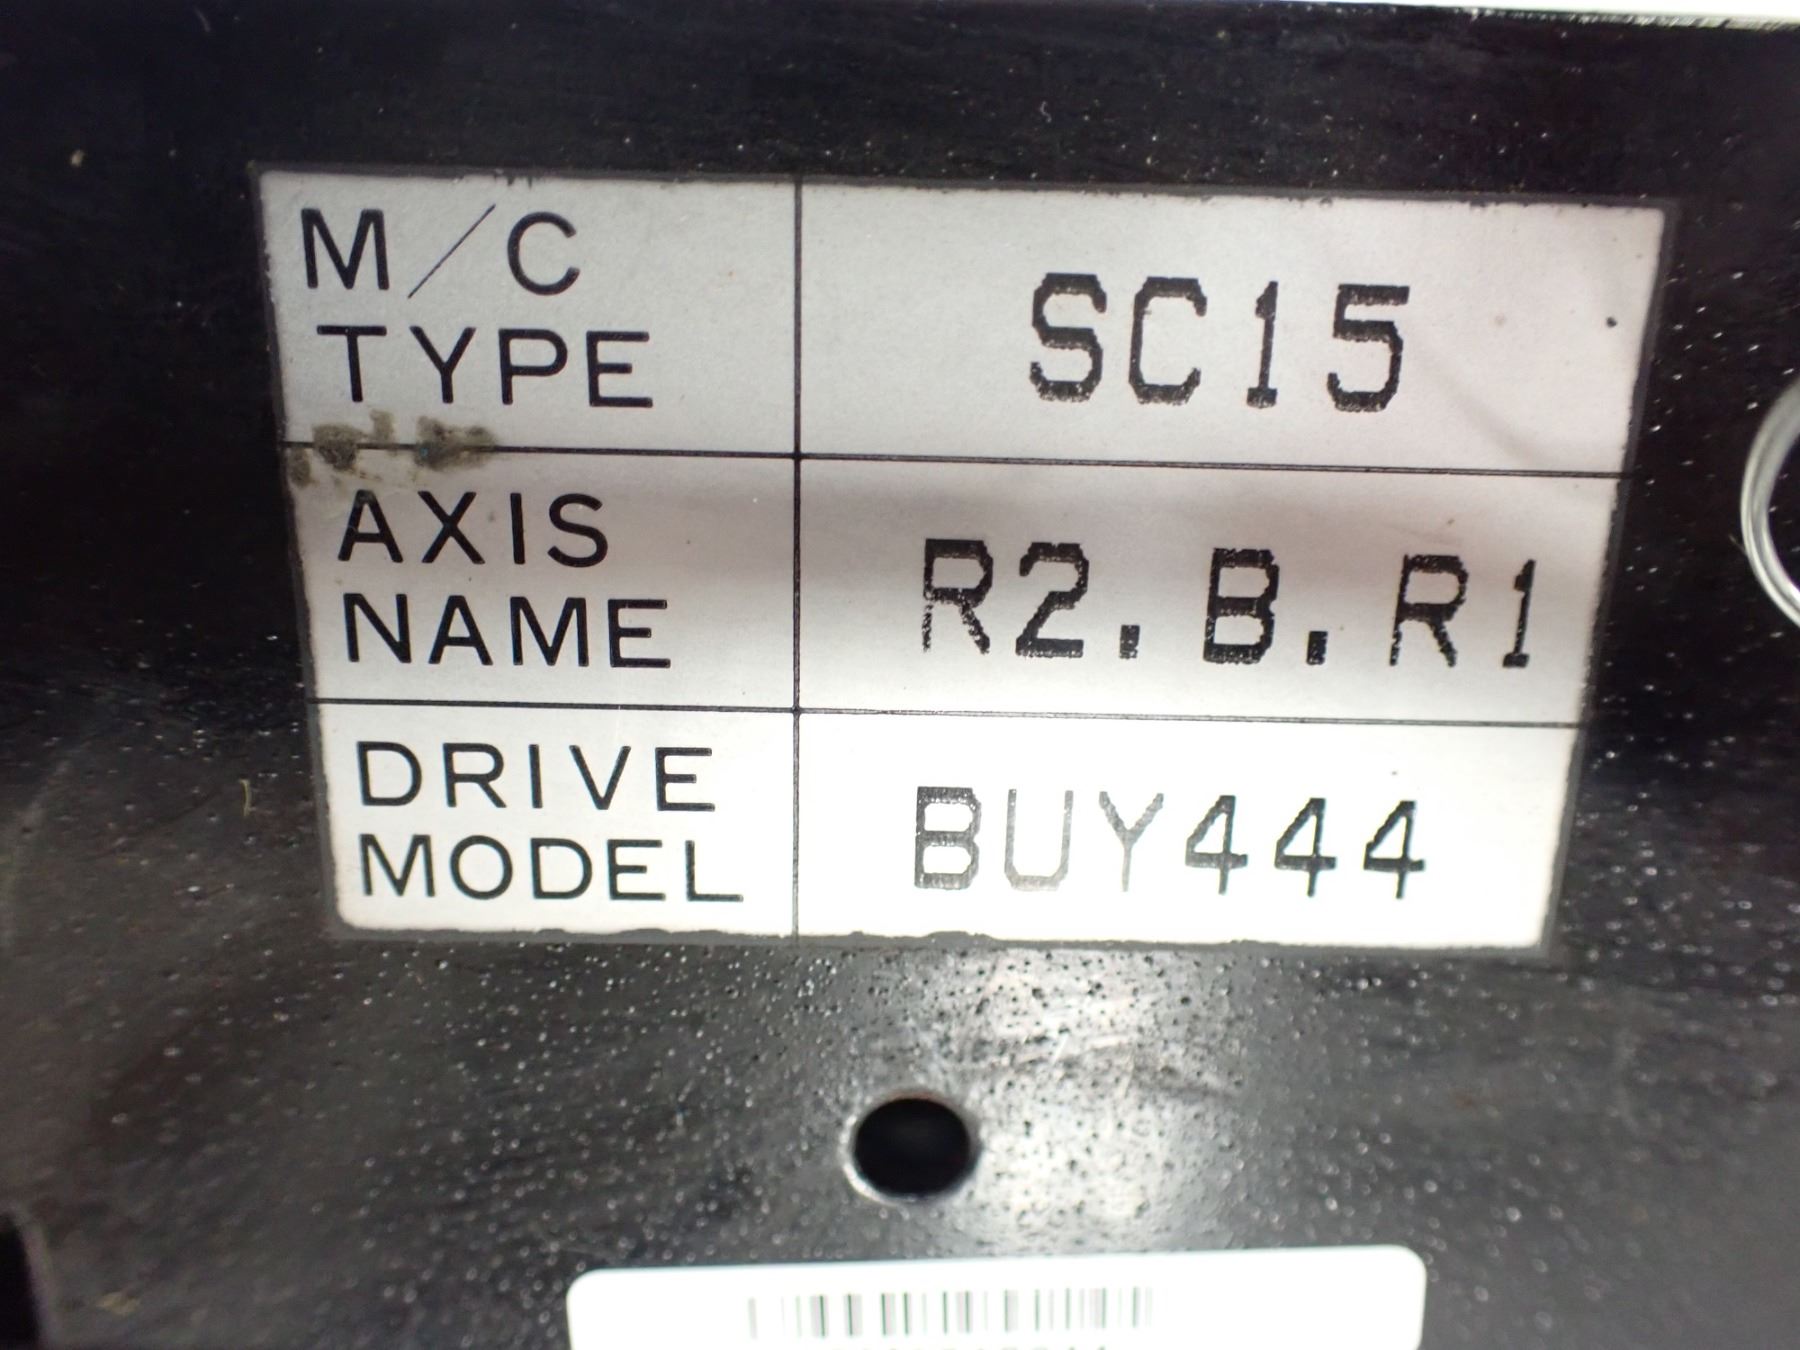 M/C
TYPE
SC15
AXIS
NAME
R2.B.R1
DRIVE
MODEL
BUY444